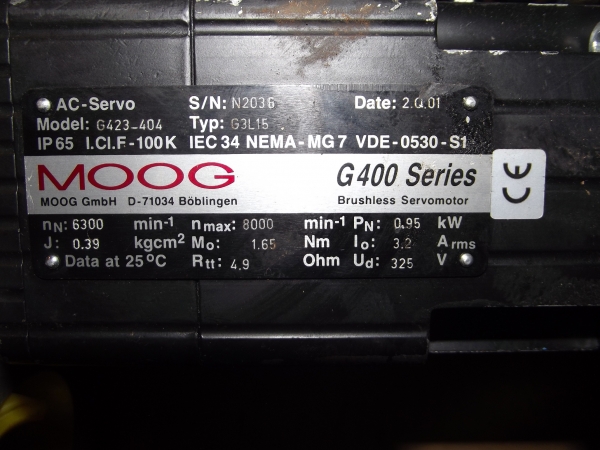 AC-Servo S/N: N2036 Date: 2.Q.01
Model: G423-404 Typ: G3L15
IP 65 I.Cl.F-100K IEC 34 NEMA-MG 7 VDE-0530-S1
MOOG G400 Series
MOOG GmbH D-71034 Böblingen Brushless Servomotor
CE
nN: 6300 min-1 nmax: 8000 min-1 PN: 0.95 kW
J: 0.39 kgcm2 Mo: 1.65 Nm Io: 3.2 Arms
Data at 25°C Rtt: 4.9 Ohm Ud: 325 V